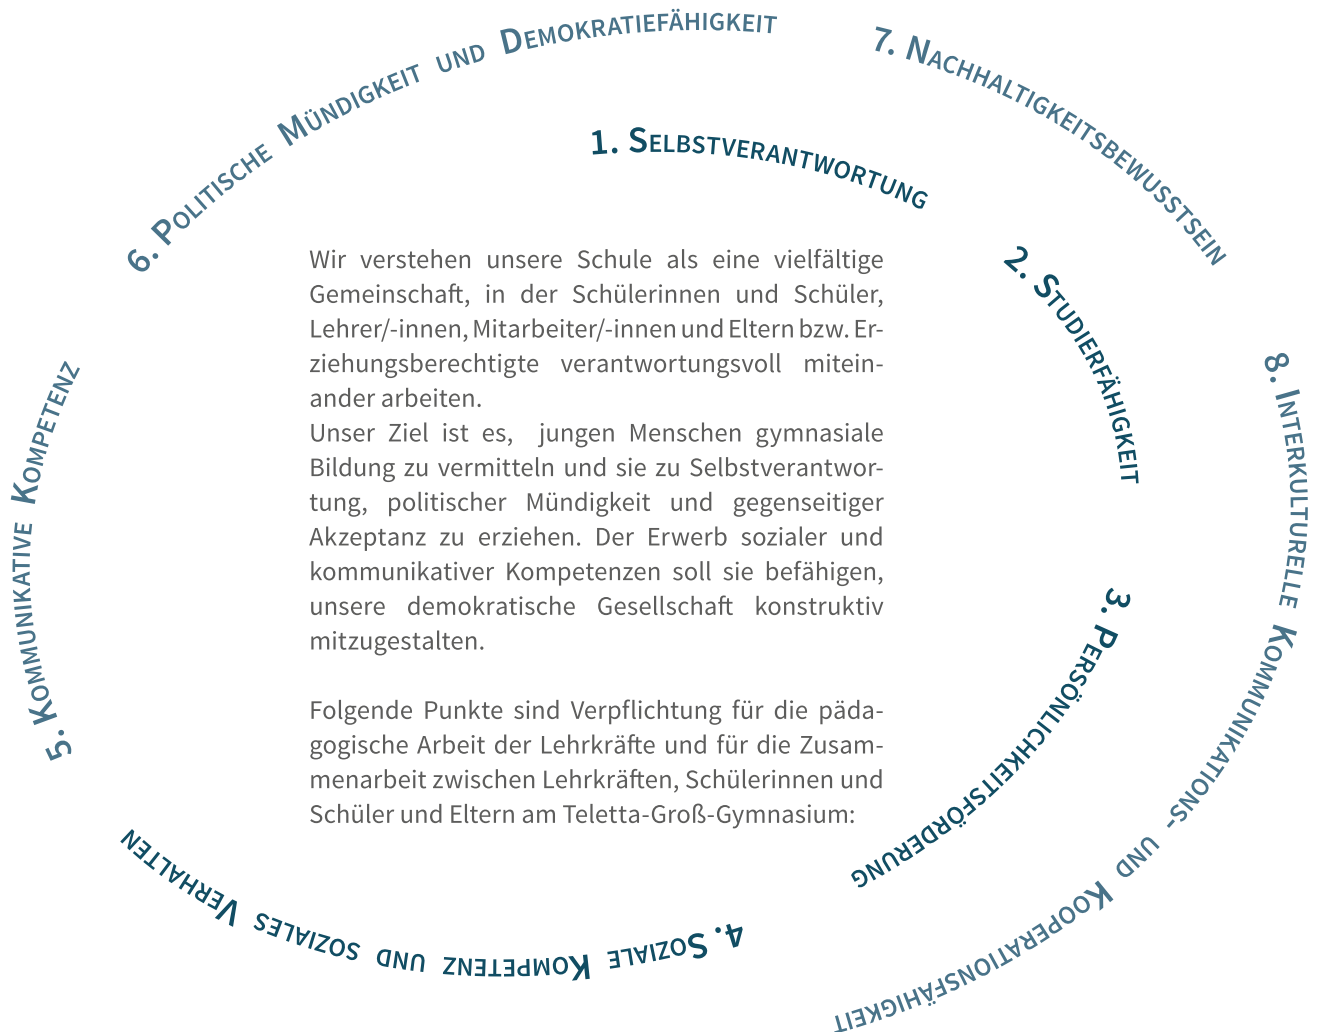 6. Politische Mündigkeit und Demokratiefähigkeit
7. Nachhaltigkeitsbewusstsein
1. Selbstverantwortung
2. Studierfähigkeit
Wir verstehen unsere Schule als eine vielfältige
Gemeinschaft, in der Schülerinnen und Schüler,
Lehrer/-innen, Mitarbeiter/-innen und Eltern bzw. Er-
ziehungsberechtigte verantwortungsvoll mitein-
ander arbeiten.
Unser Ziel ist es, jungen Menschen gymnasiale
Bildung zu vermitteln und sie zu Selbstverantwor-
tung, politischer Mündigkeit und gegenseitiger
Akzeptanz zu erziehen. Der Erwerb sozialer und
kommunikativer Kompetenzen soll sie befähigen,
unsere demokratische Gesellschaft konstruktiv
mitzugestalten.
Folgende Punkte sind Verpflichtung für die päda-
gogische Arbeit der Lehrkräfte und für die Zusam-
menarbeit zwischen Lehrkräften, Schülerinnen und
Schüler und Eltern am Teletta-Groß-Gymnasium:
3. Persönlichkeitsförderung
4. Soziale Kompetenz und soziales Verhalten
5. Kommunikative Kompetenz
8. Interkulturelle Kommunikations- und Kooperationsfähigkeit